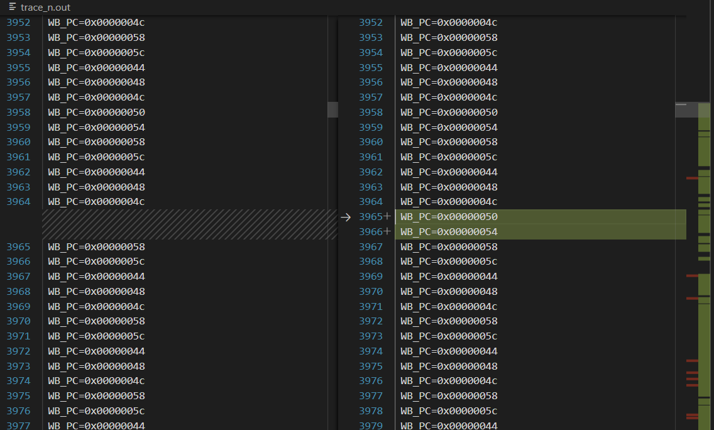 trace_n.out
3952 WB_PC=0x0000004c
3953 WB_PC=0x00000058
3954 WB_PC=0x0000005c
3955 WB_PC=0x00000044
3956 WB_PC=0x00000048
3957 WB_PC=0x0000004c
3958 WB_PC=0x00000050
3959 WB_PC=0x00000054
3960 WB_PC=0x00000058
3961 WB_PC=0x0000005c
3962 WB_PC=0x00000044
3963 WB_PC=0x00000048
3964 WB_PC=0x0000004c
3965 WB_PC=0x00000058
3966 WB_PC=0x0000005c
3967 WB_PC=0x00000044
3968 WB_PC=0x00000048
3969 WB_PC=0x0000004c
3970 WB_PC=0x00000058
3971 WB_PC=0x0000005c
3972 WB_PC=0x00000044
3973 WB_PC=0x00000048
3974 WB_PC=0x0000004c
3975 WB_PC=0x00000058
3976 WB_PC=0x0000005c
3977 WB_PC=0x00000044
3952 WB_PC=0x0000004c
3953 WB_PC=0x00000058
3954 WB_PC=0x0000005c
3955 WB_PC=0x00000044
3956 WB_PC=0x00000048
3957 WB_PC=0x0000004c
3958 WB_PC=0x00000050
3959 WB_PC=0x00000054
3960 WB_PC=0x00000058
3961 WB_PC=0x0000005c
3962 WB_PC=0x00000044
3963 WB_PC=0x00000048
3964 WB_PC=0x0000004c
3965+ WB_PC=0x00000050
3966+ WB_PC=0x00000054
3967 WB_PC=0x00000058
3968 WB_PC=0x0000005c
3969 WB_PC=0x00000044
3970 WB_PC=0x00000048
3971 WB_PC=0x0000004c
3972 WB_PC=0x00000058
3973 WB_PC=0x0000005c
3974 WB_PC=0x00000044
3975 WB_PC=0x00000048
3976 WB_PC=0x0000004c
3977 WB_PC=0x00000058
3978 WB_PC=0x0000005c
3979 WB_PC=0x00000044